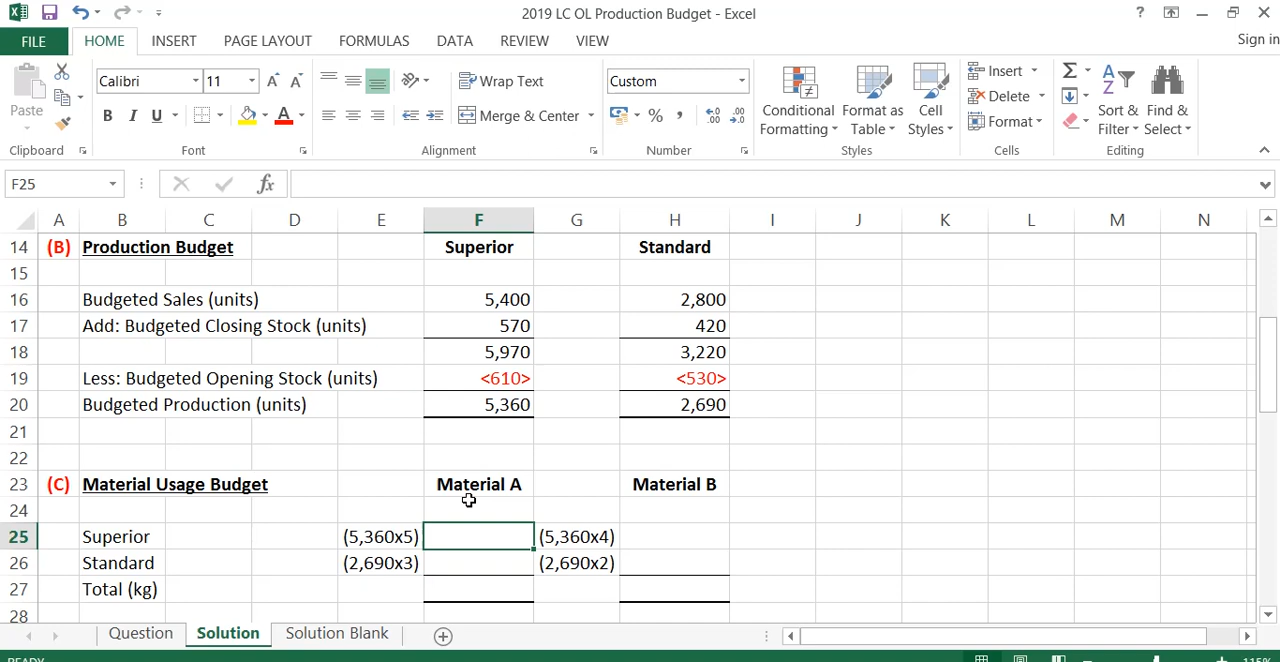 2019 LC OL Production Budget - Excel
?
Sign in
FILE HOME INSERT PAGE LAYOUT FORMULAS DATA REVIEW VIEW
Calibri 11 A A Wrap Text Custom Σ A Z Insert
Paste B I U A Merge & Center % , Conditional Formatting Format as Table Cell Styles Delete Format Sort & Filter Find & Select
Clipboard Font Alignment Number Styles Cells Editing
F25 fx
A B C D E F G H I J K L M N
14 (B) Production Budget Superior Standard
15
16 Budgeted Sales (units) 5,400 2,800
17 Add: Budgeted Closing Stock (units) 570 420
18 5,970 3,220
19 Less: Budgeted Opening Stock (units) <610> <530>
20 Budgeted Production (units) 5,360 2,690
21
22
23 (C) Material Usage Budget Material A Material B
24
25 Superior (5,360x5) (5,360x4)
26 Standard (2,690x3) (2,690x2)
27 Total (kg)
28
Question Solution Solution Blank
READY 115%